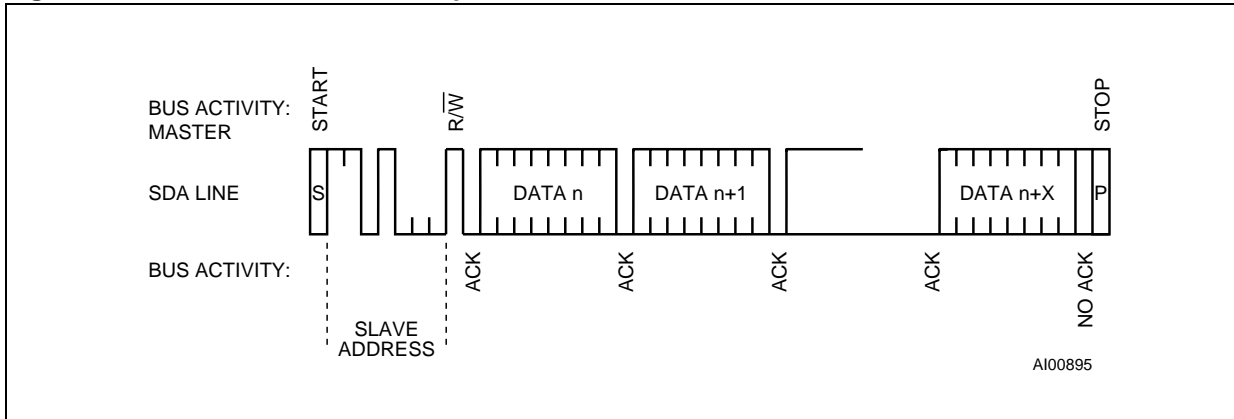 BUS ACTIVITY:
MASTER
START
R/W
STOP
SDA LINE
S
DATA n
DATA n+1
DATA n+X
P
BUS ACTIVITY:
ACK
ACK
ACK
ACK
NO ACK
SLAVE
ADDRESS
AI00895